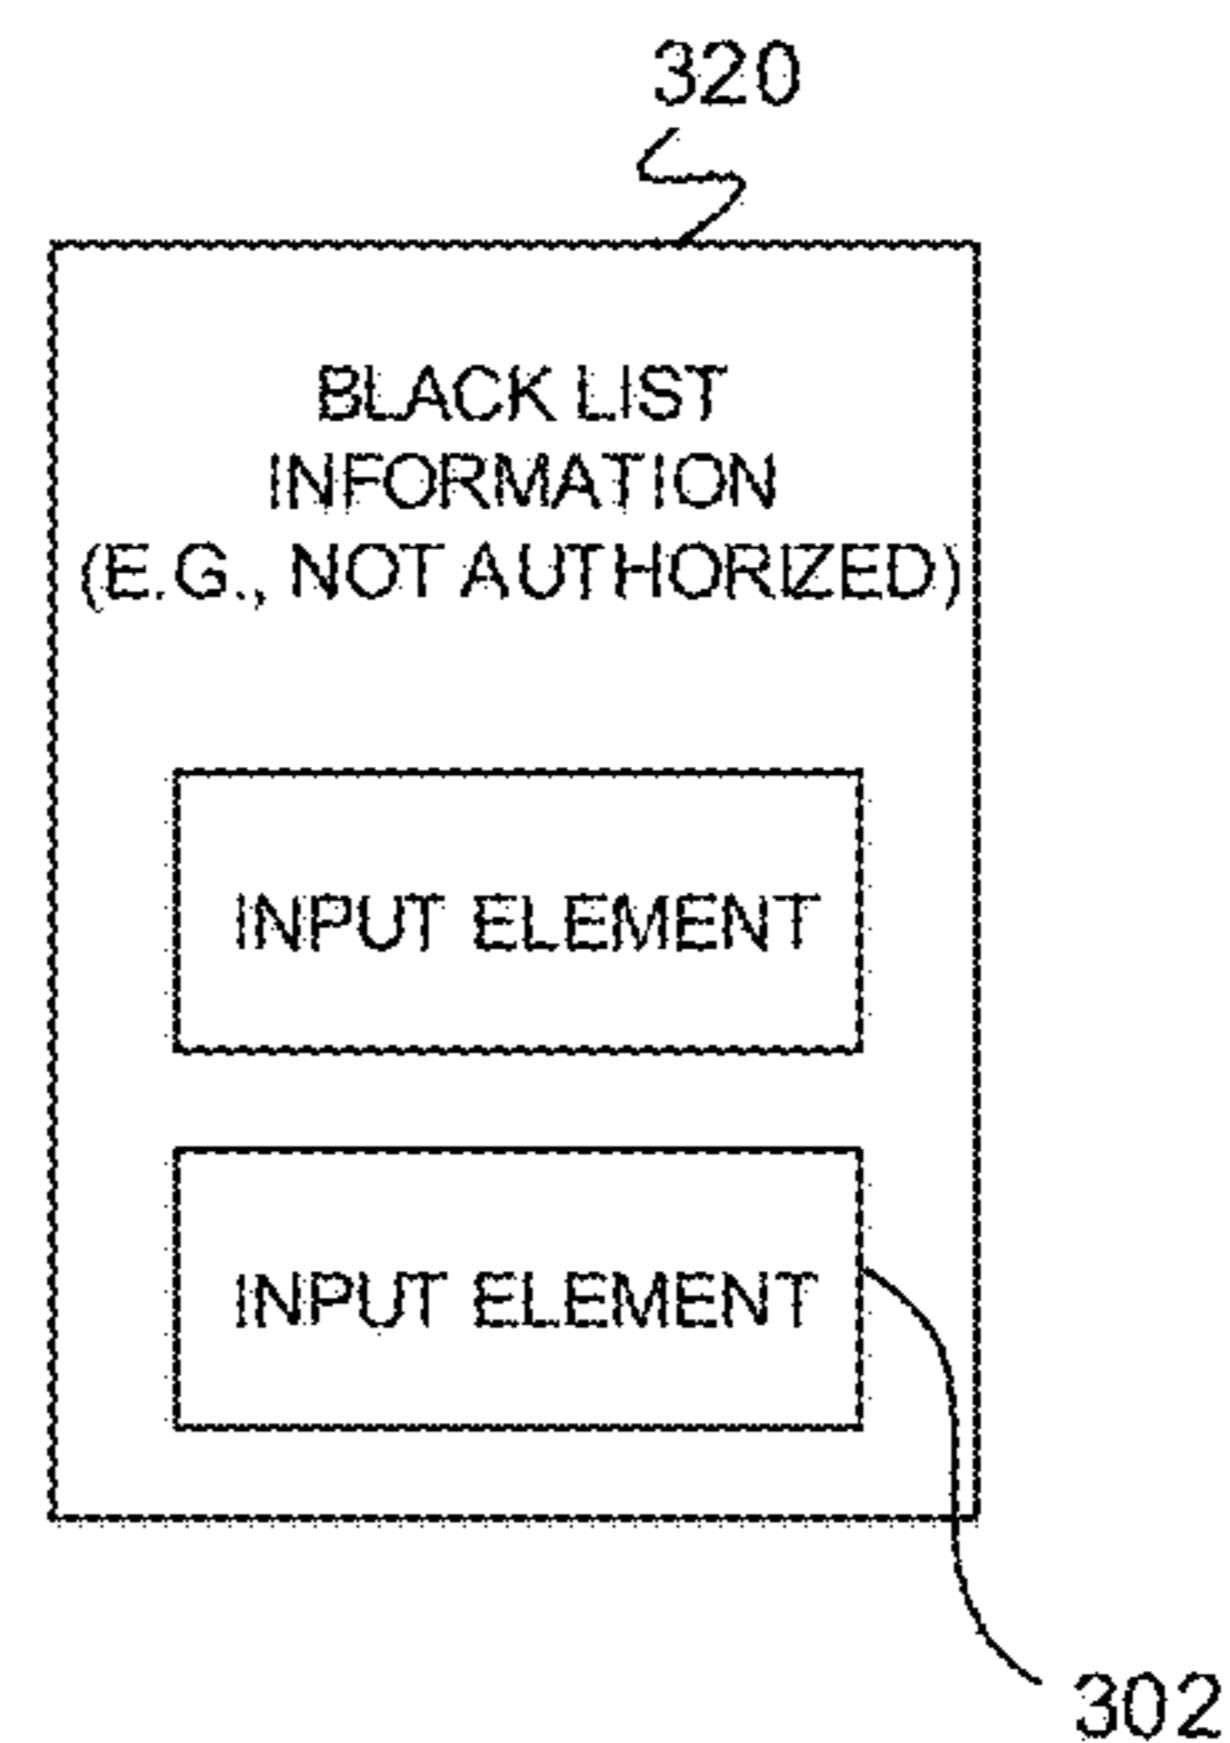 320
BLACK LIST
INFORMATION
(E.G., NOT AUTHORIZED)
INPUT ELEMENT
INPUT ELEMENT
302